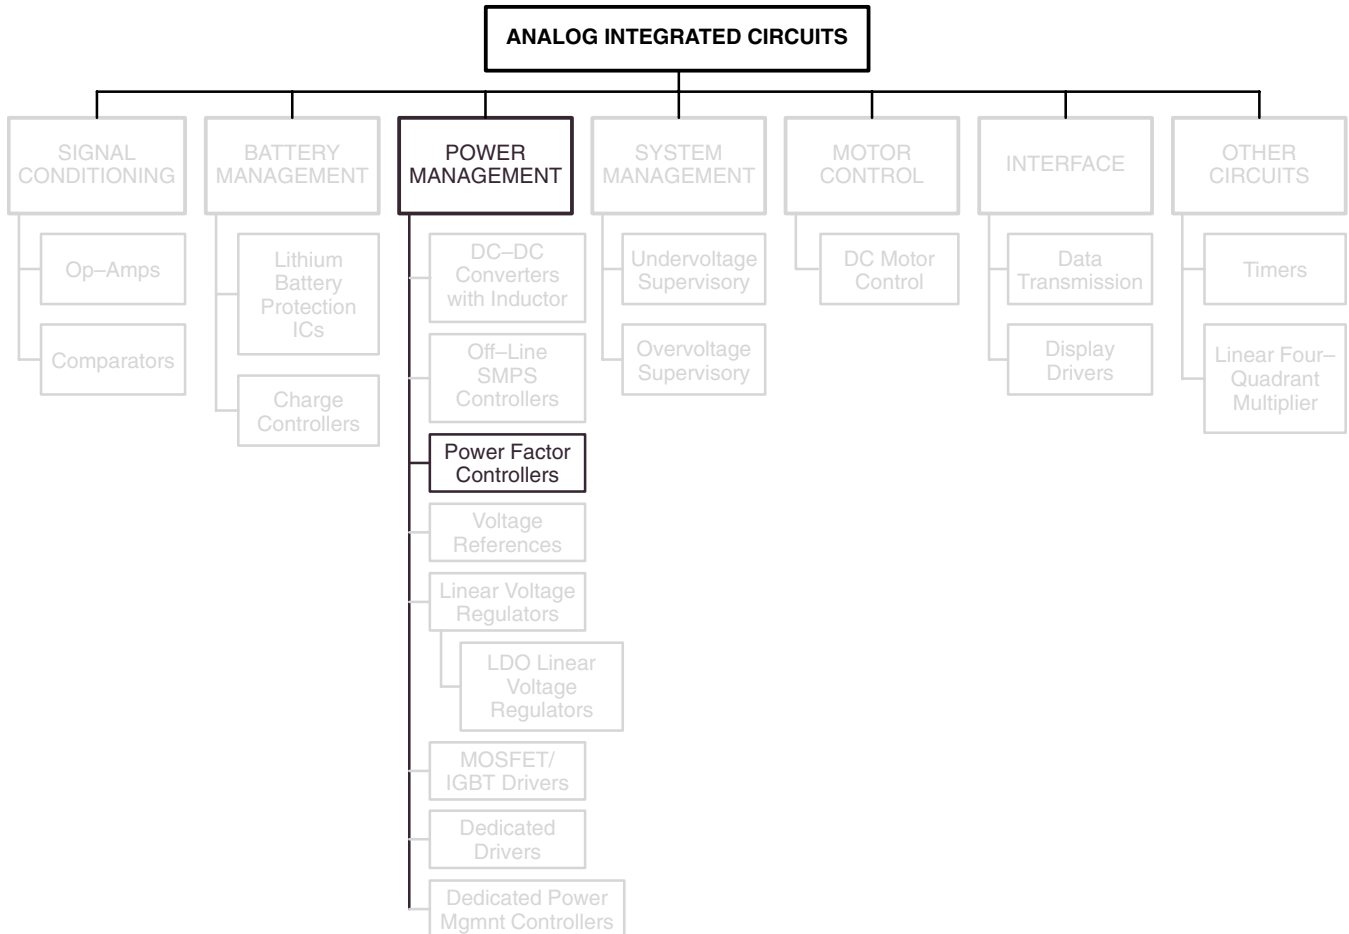 ANALOG INTEGRATED CIRCUITS
SIGNAL
CONDITIONING
Op–Amps
Comparators
BATTERY
MANAGEMENT
Lithium
Battery
Protection
ICs
Charge
Controllers
POWER
MANAGEMENT
DC–DC
Converters
with Inductor
Off–Line
SMPS
Controllers
Power Factor
Controllers
Voltage
References
Linear Voltage
Regulators
LDO Linear
Voltage
Regulators
MOSFET/
IGBT Drivers
Dedicated
Drivers
Dedicated Power
Mgmnt Controllers
SYSTEM
MANAGEMENT
Undervoltage
Supervisory
Overvoltage
Supervisory
MOTOR
CONTROL
DC Motor
Control
INTERFACE
Data
Transmission
Display
Drivers
OTHER
CIRCUITS
Timers
Linear Four–
Quadrant
Multiplier